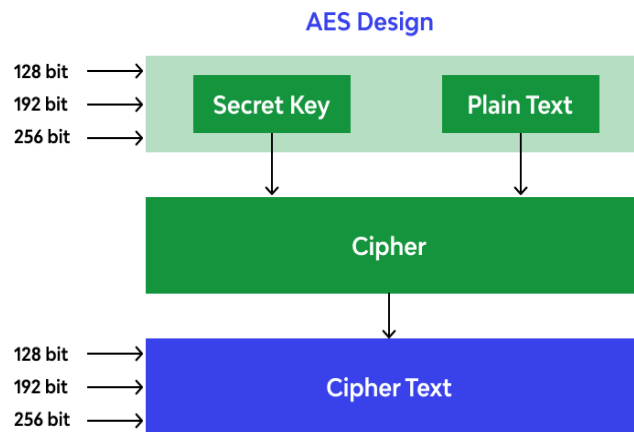 AES Design
128 bit
192 bit
256 bit
Secret Key
Plain Text
Cipher
128 bit
192 bit
256 bit
Cipher Text